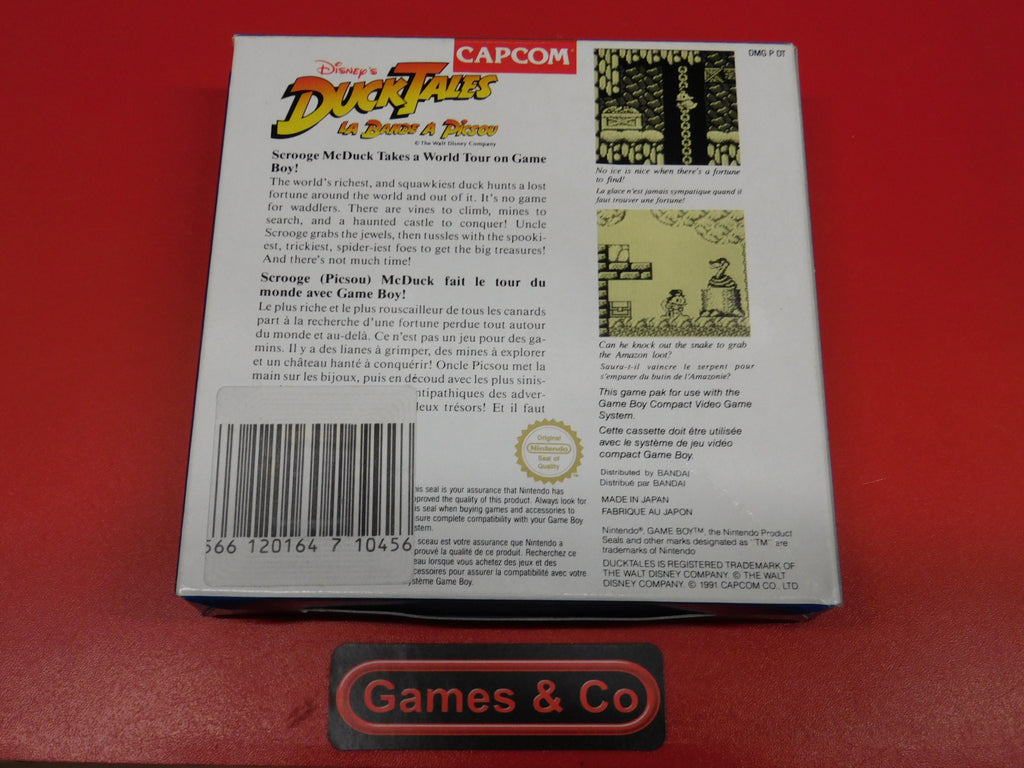 CAPCOM
DMG P DT
Disney's
DUCKTALES
LA BANDE A PICSOU
© The Walt Disney Company
Scrooge McDuck Takes a World Tour on Game
Boy!
The world's richest, and squawkiest duck hunts a lost
fortune around the world and out of it. It's no game
for waddlers. There are vines to climb, mines to
search, and a haunted castle to conquer! Uncle
Scrooge grabs the jewels, then tussles with the spooki-
est, trickiest, spider-iest foes to get the big treasures!
And there's not much time!
Scrooge (Picsou) McDuck fait le tour du
monde avec Game Boy!
Le plus riche et le plus rouscailleur de tous les canards
part à la recherche d'une fortune perdue tout autour
du monde et au-delà. Ce n'est pas un jeu pour des ga-
mins. Il y a des lianes à grimper, des mines à explorer
et un château hanté à conquérir! Oncle Picsou met la
main sur les bijoux, puis en découd avec les plus sinis-
ntipathiques des adver-
leux trésors! Et il faut
566 120164 7 10456
Original
Nintendo
Seal of
Quality
his seal is your assurance that Nintendo has
pproved the quality of this product. Always look for
is seal when buying games and accessories to
sure complete compatibility with your Game Boy
stem.
sceau est votre assurance que Nintendo a
prouvé la qualité de ce produit. Recherchez ce
eau lorsque vous achetez des jeux et des
cessoires pour assurer la compatibilité avec votre
ystème Game Boy.
No ice is nice when there's a fortune
to find!
La glace n'est jamais sympatique quand il
faut trouver une fortune!
Can he knock out the snake to grab
the Amazon loot?
Saura-t-il vaincre le serpent pour
s'emparer du butin de l'Amazonie?
This game pak for use with the
Game Boy Compact Video Game
System.
Cette cassette doit être utilisée
avec le système de jeu vidéo
compact Game Boy.
Distributed by BANDAI
Distribué par BANDAI
MADE IN JAPAN
FABRIQUE AU JAPON
Nintendo®, GAME BOY™, the Nintendo Product
Seals and other marks designated as "TM" are
trademarks of Nintendo
DUCKTALES IS REGISTERED TRADEMARK OF
THE WALT DISNEY COMPANY. © THE WALT
DISNEY COMPANY. © 1991 CAPCOM CO., LTD.
Games & Co